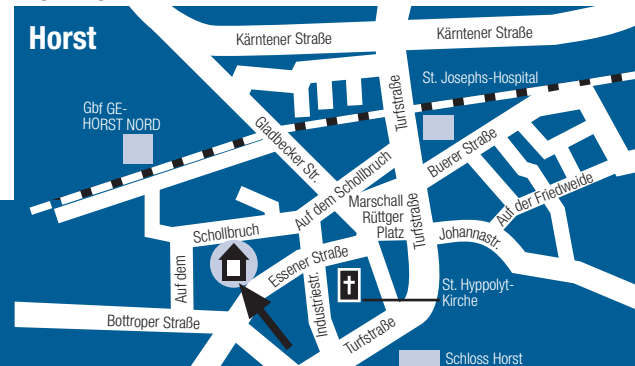 Horst
Kärntener Straße
Kärntener Straße
St. Josephs-Hospital
Gbf GE-
HORST NORD
Turfstraße
Gladbecker Str.
Buerer Straße
Auf dem Schollbruch
Marschall
Rüttger
Platz
Turfstraße
Auf der Friedweide
Johannastr.
Schollbruch
Auf dem
Essener Straße
Industriestr.
St. Hyppolyt-
Kirche
Bottroper Straße
Turfstraße
Schloss Horst